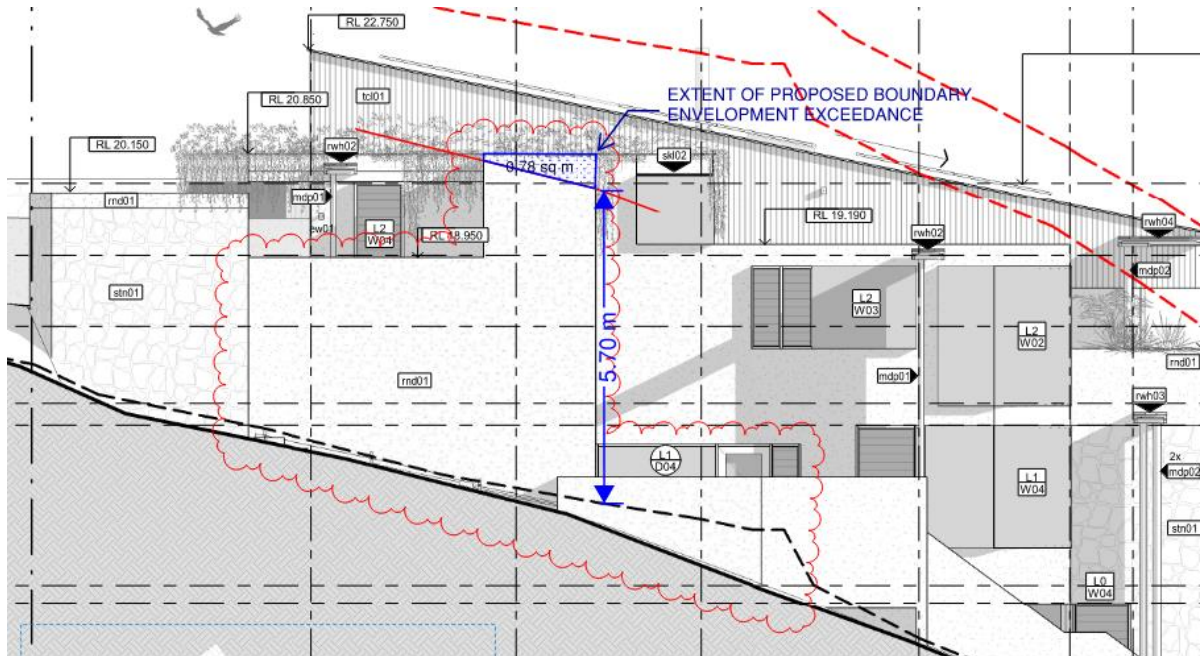 RL 22.750
EXTENT OF PROPOSED BOUNDARY
ENVELOPMENT EXCEEDANCE
tcl01
RL 20.850
RL 20.150
rwh02
skl02
0.78 sq m
rnd01
mdp01
ew01
L2
W04
RL 18.950
RL 19.190
rwh02
rwh04
mdp02
stn01
L2
W03
L2
W02
5.70 m
rnd01
rnd01
mdp01
rwh03
L1
D04
L1
W04
2x
mdp02
stn01
L0
W04